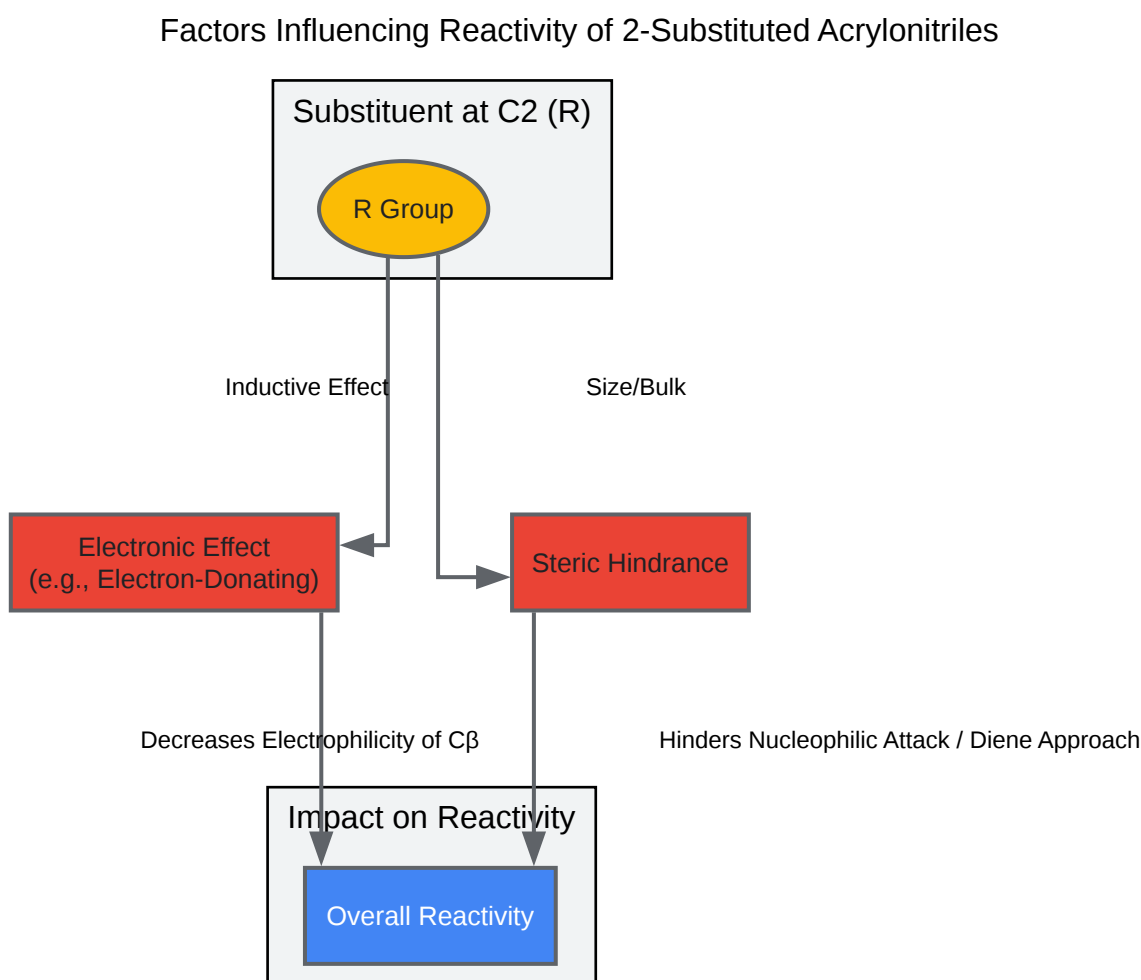 Factors Influencing Reactivity of 2-Substituted Acrylonitriles
Substituent at C2 (R)
R Group
Inductive Effect
Size/Bulk
Electronic Effect
(e.g., Electron-Donating)
Steric Hindrance
Decreases Electrophilicity of Cβ
Hinders Nucleophilic Attack / Diene Approach
Impact on Reactivity
Overall Reactivity